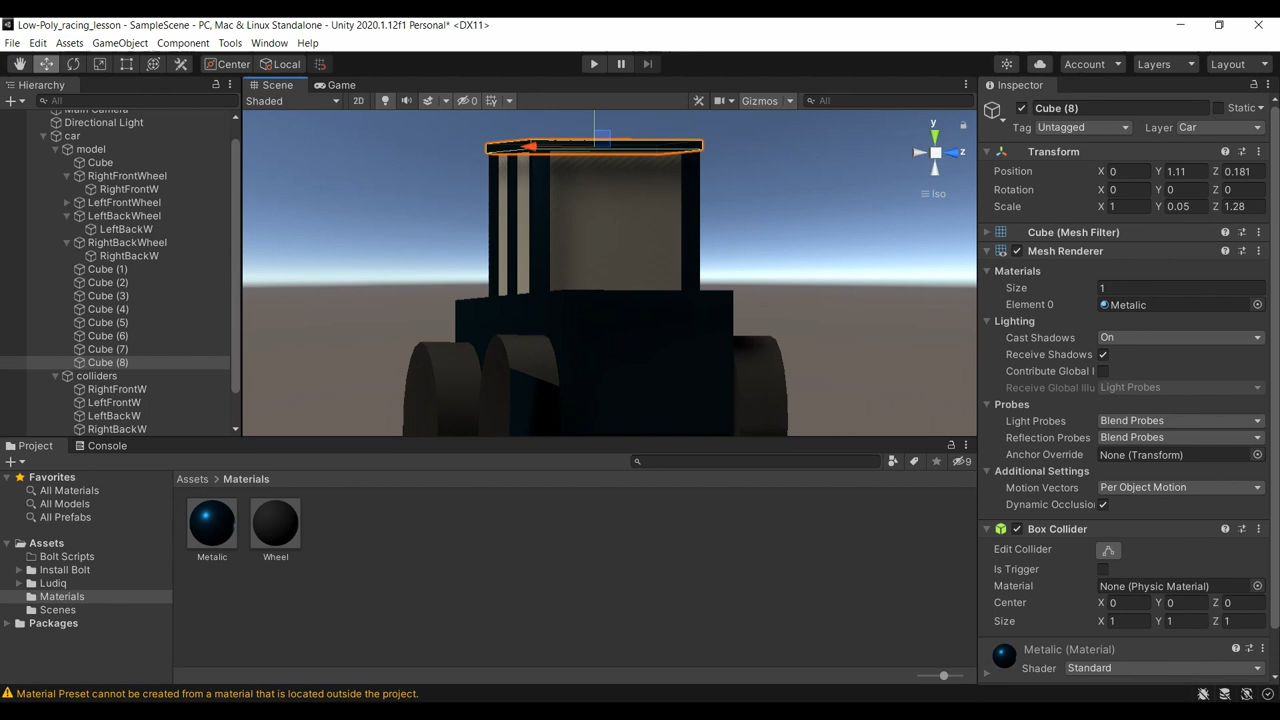 Low-Poly_racing_lesson - SampleScene - PC, Mac & Linux Standalone - Unity 2020.1.12f1 Personal* <DX11>
File Edit Assets GameObject Component Tools Window Help
Center Local Account Layers Layout
Hierarchy
All
Main Camera
Directional Light
car
model
Cube
RightFrontWheel
RightFrontW
LeftFrontWheel
LeftBackWheel
LeftBackW
RightBackWheel
RightBackW
Cube (1)
Cube (2)
Cube (3)
Cube (4)
Cube (5)
Cube (6)
Cube (7)
Cube (8)
colliders
RightFrontW
LeftFrontW
LeftBackW
RightBackW
Scene Game
Shaded 2D 0 Gizmos All
y
z
Iso
Inspector
Cube (8) Static
Tag Untagged Layer Car
Transform
Position X 0 Y 1.11 Z 0.181
Rotation X 0 Y 0 Z 0
Scale X 1 Y 0.05 Z 1.28
Cube (Mesh Filter)
Mesh Renderer
Materials
Size 1
Element 0 Metalic
Lighting
Cast Shadows On
Receive Shadows
Contribute Global I
Receive Global Illu Light Probes
Probes
Light Probes Blend Probes
Reflection Probes Blend Probes
Anchor Override None (Transform)
Additional Settings
Motion Vectors Per Object Motion
Dynamic Occlusion
Box Collider
Edit Collider
Is Trigger
Material None (Physic Material)
Center X 0 Y 0 Z 0
Size X 1 Y 1 Z 1
Metalic (Material)
Shader Standard
Project Console
9
Favorites
All Materials
All Models
All Prefabs
Assets
Bolt Scripts
Install Bolt
Ludiq
Materials
Scenes
Packages
Assets > Materials
Metalic Wheel
Material Preset cannot be created from a material that is located outside the project.